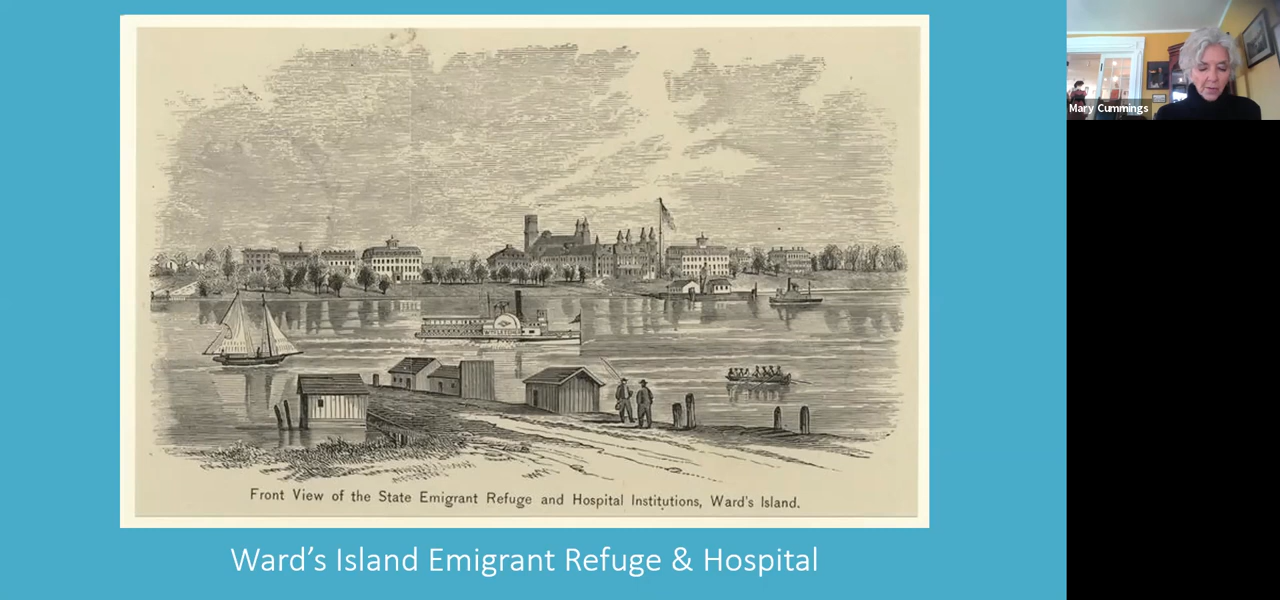 Mary Cummings
Front View of the State Emigrant Refuge and Hospital Institutions, Ward's Island.
Ward's Island Emigrant Refuge & Hospital